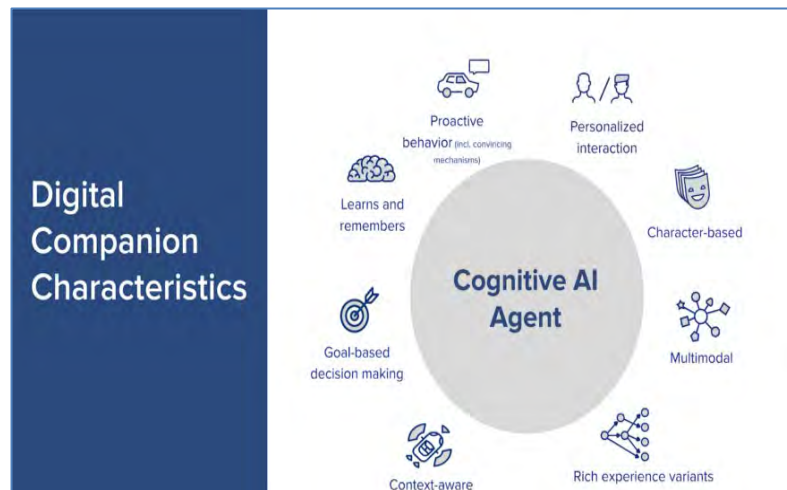 Digital
Companion
Characteristics
Proactive
behavior (incl. convincing
mechanisms)
Personalized
interaction
Learns and
remembers
Character-based
Cognitive AI
Agent
Goal-based
decision making
Multimodal
Context-aware
Rich experience variants